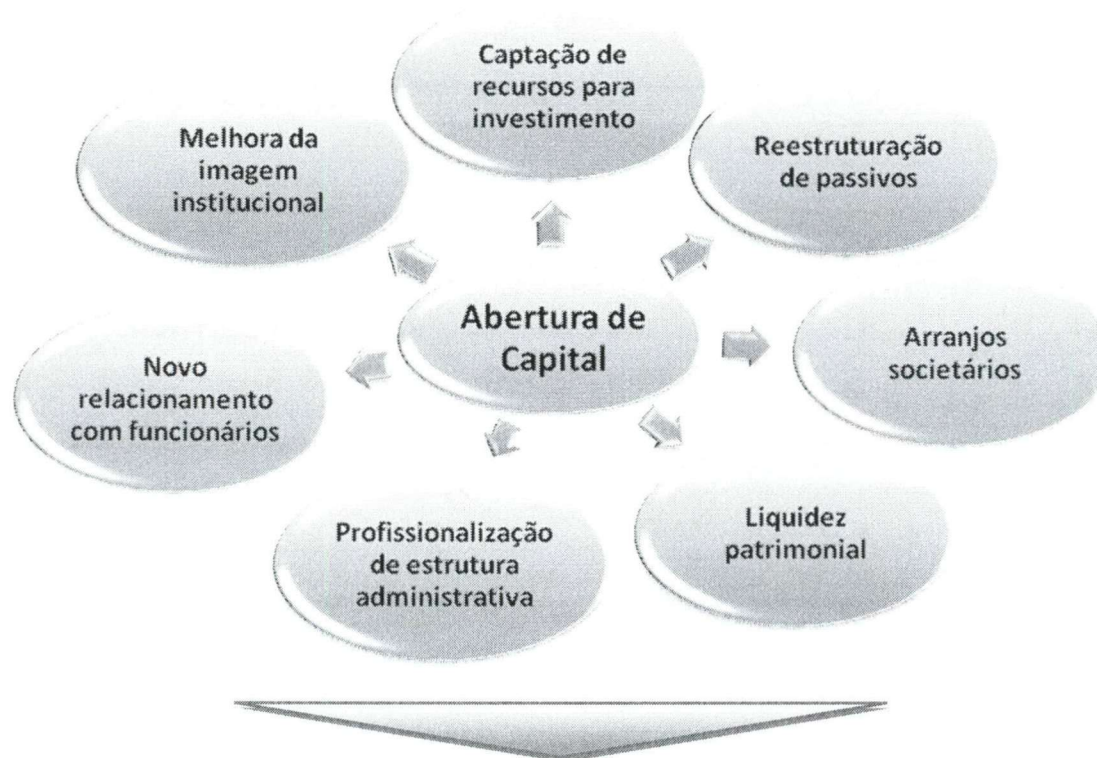 Captação de
recursos para
investimento
Melhora da
imagem
institucional
Reestruturação
de passivos
Abertura de
Capital
Arranjos
societários
Novo
relacionamento
com funcionários
Liquidez
patrimonial
Profissionalização
de estrutura
administrativa